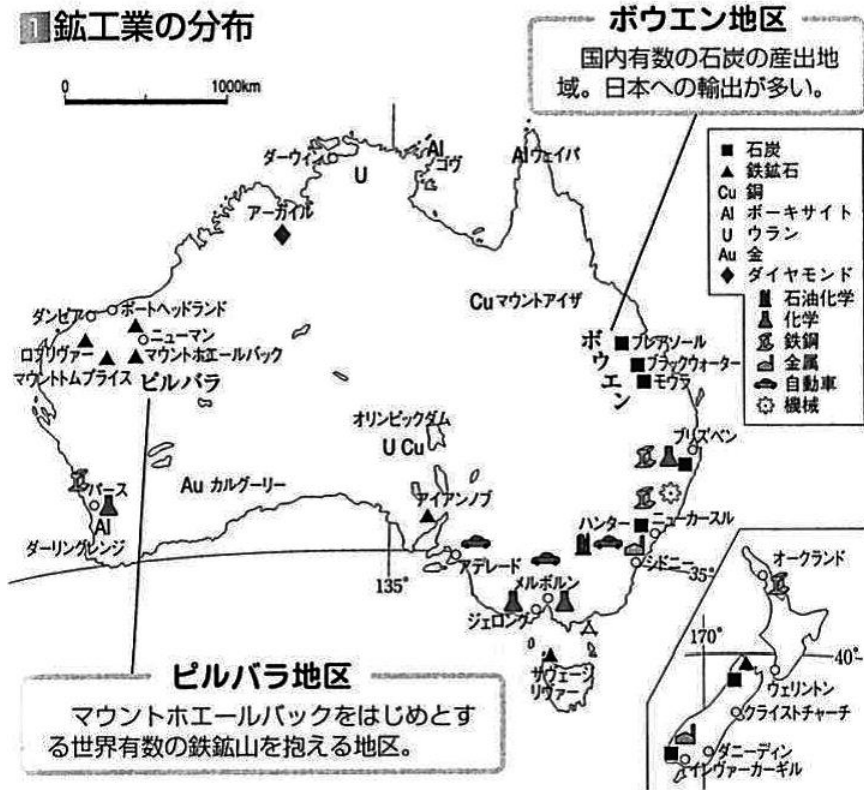 1 鉱工業の分布
0 1000km
ボウエン地区
国内有数の石炭の産出地
域。日本への輸出が多い。
■ 石炭
▲ 鉄鉱石
Cu 銅
Al ボーキサイト
U ウラン
Au 金
◆ ダイヤモンド
石油化学
化学
鉄鋼
金属
自動車
機械
ダーウィン
U
Al
ゴヴ
Alウェイパ
アーガイル
Cuマウントアイザ
ダンピア
ポートヘッドランド
ニューマン
ロブリヴァー
マウントホエールバック
マウントトムプライス
ピルバラ
ボウエン
ブレアソール
ブラックウォーター
モウラ
オリンピックダム
U Cu
ブリズベン
Au カルグーリー
パース
Al
ダーリングレンジ
アイアンノブ
ハンター
ニューカースル
シドニー
アデレード
135°
35°
メルボルン
ジェロング
サヴェージ
リヴァー
オークランド
170°
40°
ウェリントン
クライストチャーチ
ダニーディン
インヴァーカーギル
ピルバラ地区
マウントホエールバックをはじめとす
る世界有数の鉄鉱山を抱える地区。